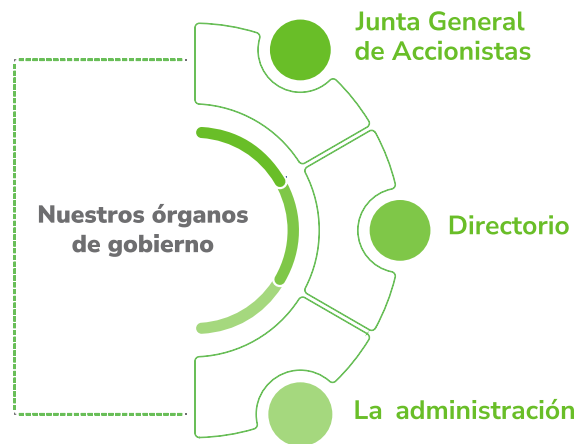 Junta General
de Accionistas
Nuestros órganos
de gobierno
Directorio
La administración